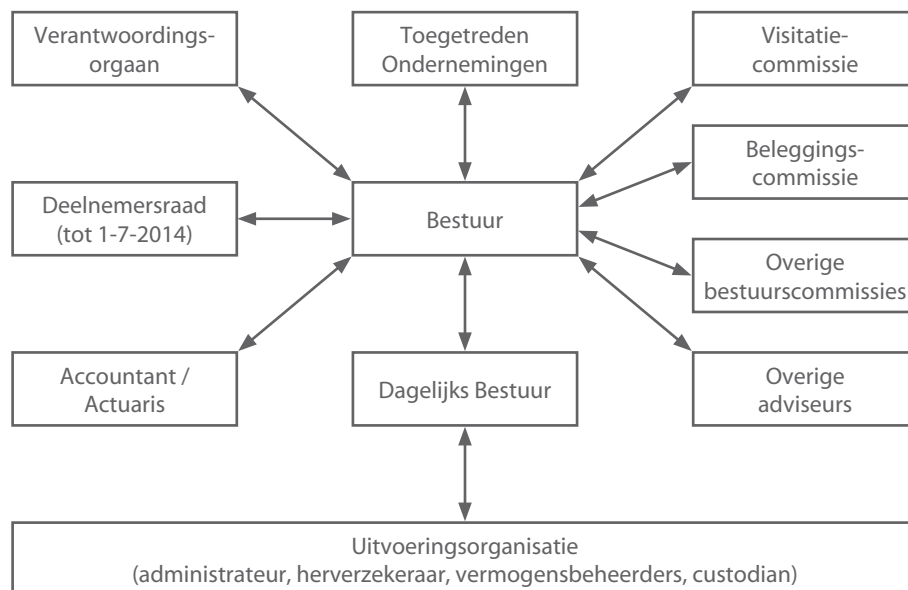 Verantwoordings-
orgaan
Toegetreden
Ondernemingen
Visitatie-
commissie
Beleggings-
commissie
Deelnemersraad
(tot 1-7-2014)
Bestuur
Overige
bestuurscommissies
Accountant /
Actuaris
Dagelijks Bestuur
Overige
adviseurs
Uitvoeringsorganisatie
(administrateur, herverzekeraar, vermogensbeheerders, custodian)